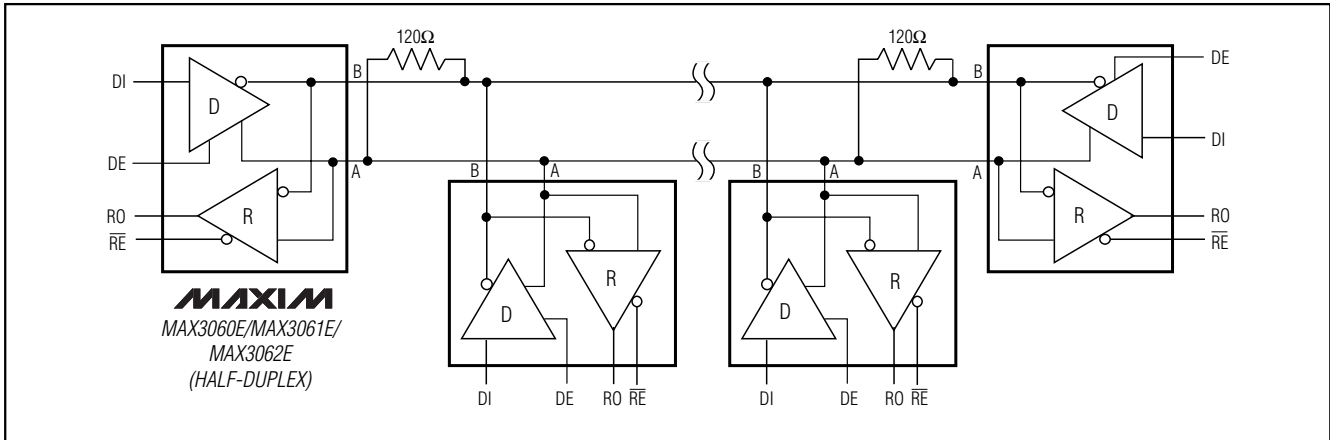 120Ω 120Ω
B B
DI DE
D D
DE DI
A B A B A A
R R
RO RO
RE RE
R R
D D
MAXIM
MAX3060E/MAX3061E/
MAX3062E
(HALF-DUPLEX)
DI DE RO RE DI DE RO RE